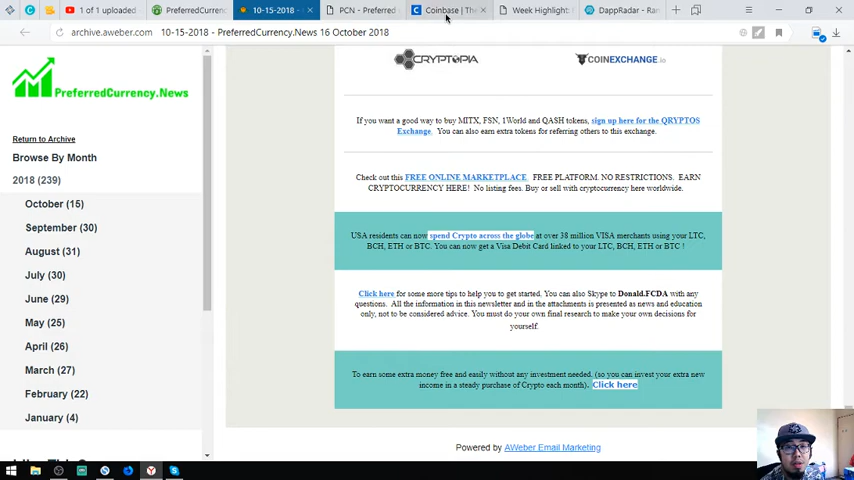 1 of 1 uploaded
PreferredCurrenc
10-15-2018 -
PCN - Preferred
Coinbase | The
Week Highlight:
DappRadar - Ran
archive.aweber.com 10-15-2018 - PreferredCurrency.News 16 October 2018
PreferredCurrency.News
Return to Archive
Browse By Month
2018 (239)
October (15)
September (30)
August (31)
July (30)
June (29)
May (25)
April (26)
March (27)
February (22)
January (4)
CRYPTOPIA
COINEXCHANGE.io
If you want a good way to buy MITX, FSN, 1World and QASH tokens, sign up here for the QRYPTOS
Exchange. You can also earn extra tokens for referring others to this exchange.
Check out this FREE ONLINE MARKETPLACE. FREE PLATFORM. NO RESTRICTIONS. EARN
CRYPTOCURRENCY HERE! No listing fees. Buy or sell with cryptocurrency here worldwide.
USA residents can now spend Crypto across the globe at over 38 million VISA merchants using your LTC,
BCH, ETH or BTC. You can now get a Visa Debit Card linked to your LTC, BCH, ETH or BTC !
Click here for some more tips to help you to get started. You can also Skype to Donald.FCDA with any
questions. All the information in this newsletter and in the attachments is presented as news and education
only, not to be considered advice. You must do your own final research to make your own decisions for
yourself.
To earn some extra money free and easily without any investment needed. (so you can invest your extra
new income in a steady purchase of Crypto each month). Click here
Powered by AWeber Email Marketing